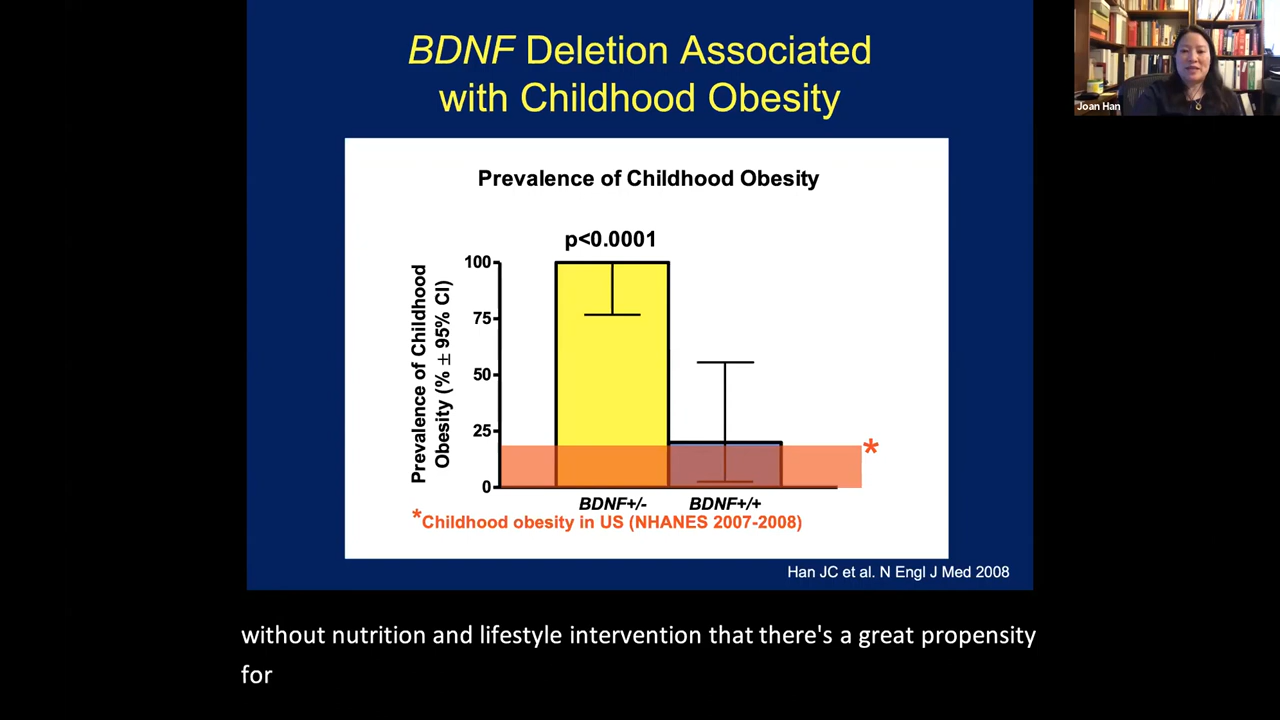 BDNF Deletion Associated
with Childhood Obesity
Joan Han
Prevalence of Childhood Obesity
p<0.0001
Prevalence of Childhood
Obesity (% ± 95% CI)
100
75
50
25
0
*
BDNF+/-
BDNF+/+
*Childhood obesity in US (NHANES 2007-2008)
Han JC et al. N Engl J Med 2008
without nutrition and lifestyle intervention that there's a great propensity
for